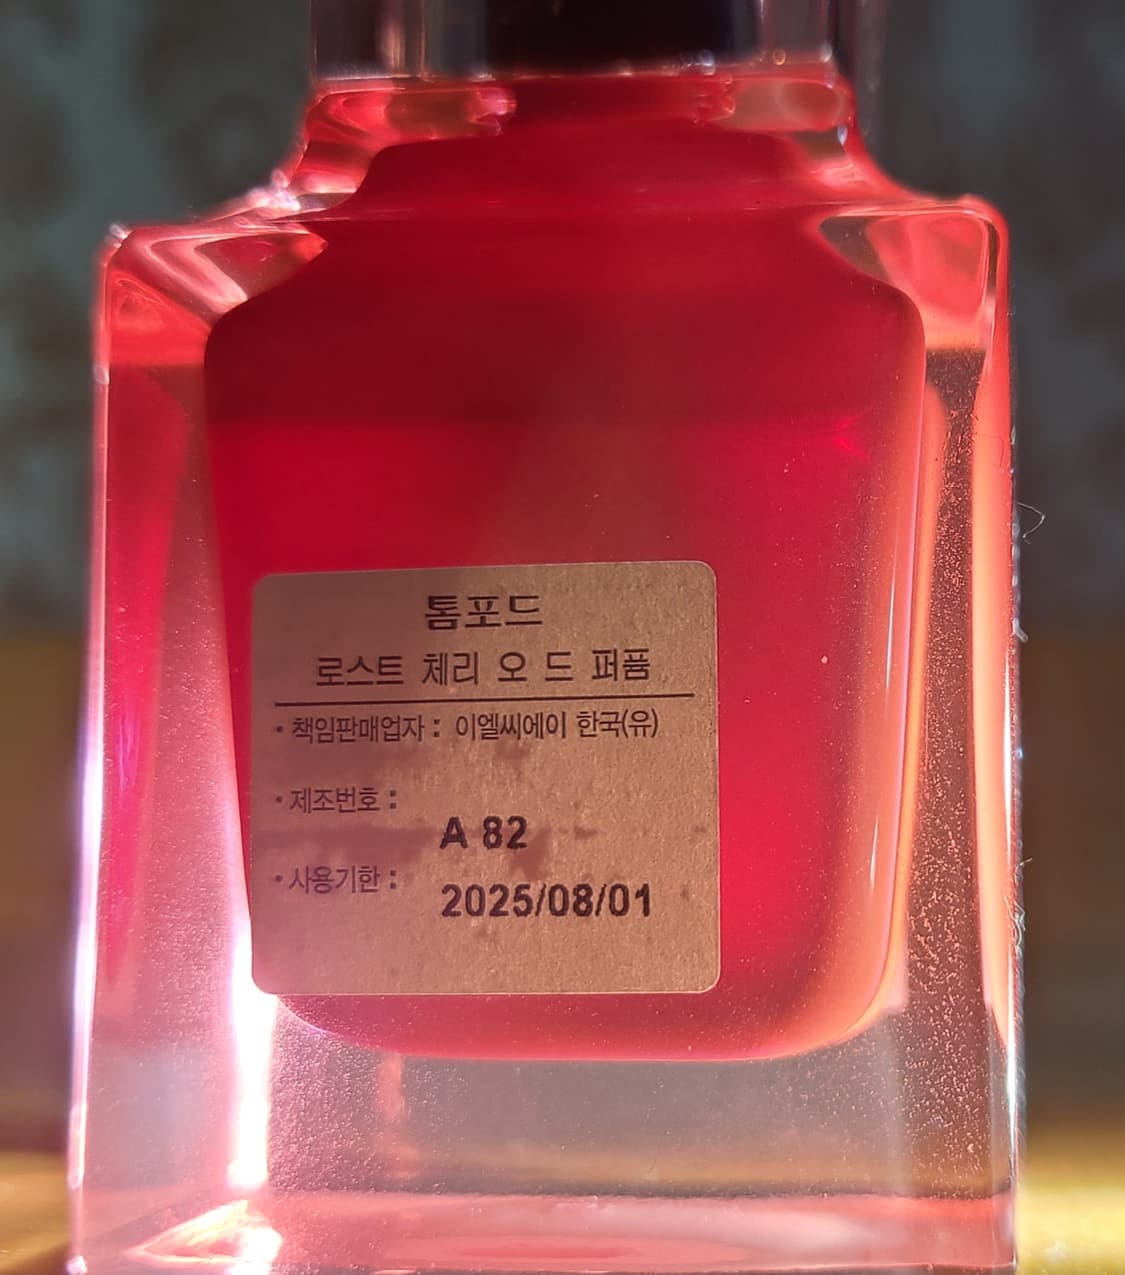 톰포드
로스트 체리 오 드 퍼퓸
· 책임판매업자 : 이엘씨에이 한국(유)
· 제조번호 :
A 82
· 사용기한 :
2025/08/01